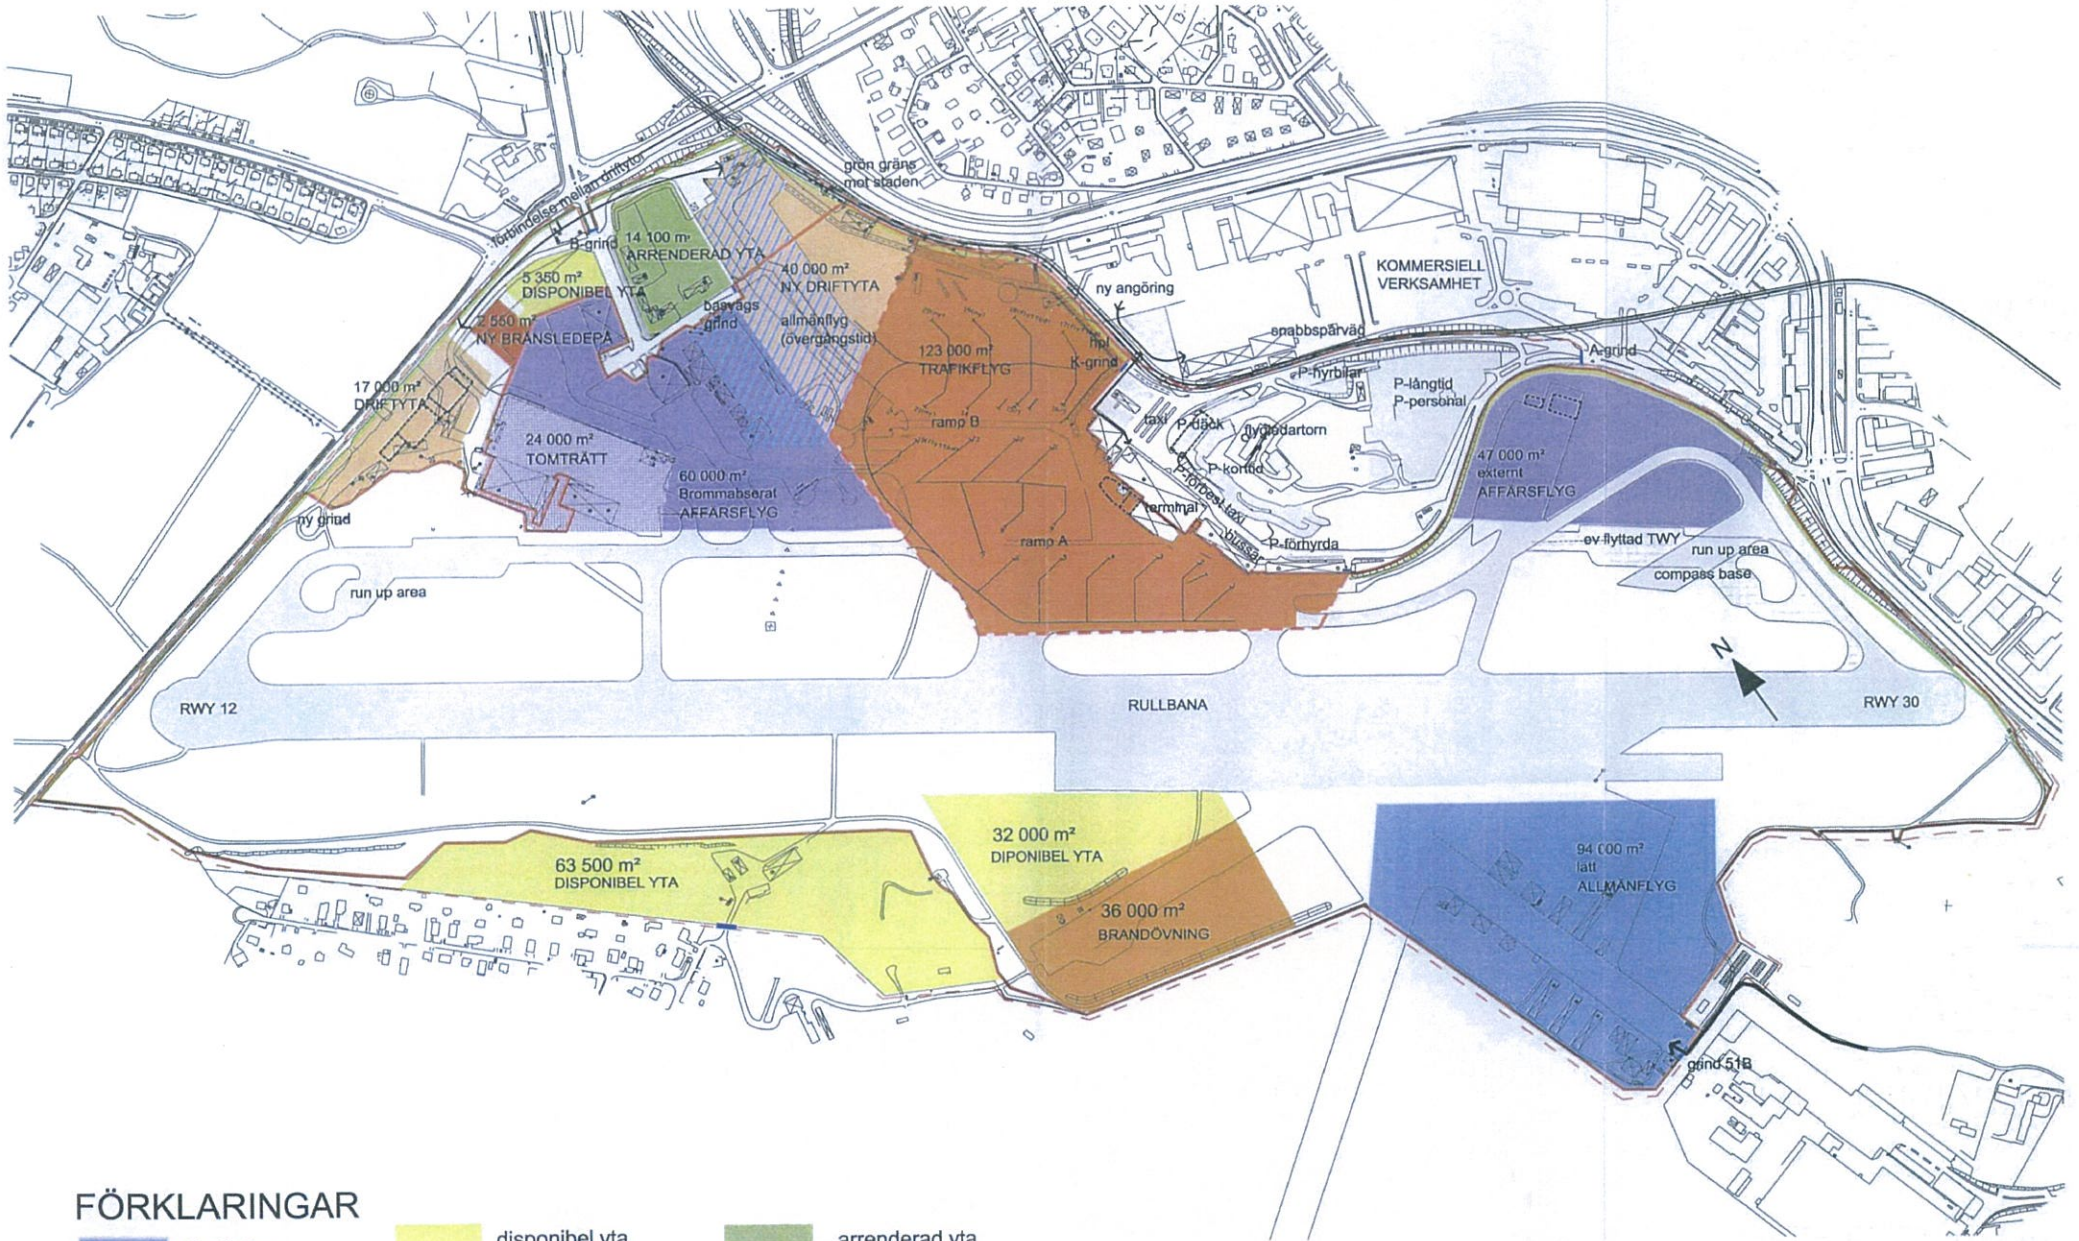 grön gräns
mot staden
förbindelse mellan driftytor
B-grind
14 100 m²
ARRENDERAD YTA
5 350 m²
DISPONIBEL YTA
40 000 m²
NY DRIFTYTA
KOMMERSIELL
VERKSAMHET
ny angöring
basvägs
grind
2 550 m²
NY BRÄNSLEDEPÅ
allmänflyg
(övergångstid)
snabbspårväg
hpl
K-grind
A-grind
123 000 m²
TRAFIKFLYG
P-hyrbilar
P-långtid
P-personal
17 000 m²
DRIFTYTA
ramp B
taxi
P-däck
flygledartorn
24 000 m²
TOMTRÄTT
60 000 m²
Brommabaserat
AFFÄRSFLYG
P-korttid
47 000 m²
externt
AFFÄRSFLYG
P-förbest taxi
terminal
ny grind
ramp A
bussar
P-förhyrda
ev flyttad TWY
run up area
compass base
run up area
N
RWY 12
RULLBANA
RWY 30
32 000 m²
DIPONIBEL YTA
63 500 m²
DISPONIBEL YTA
94 000 m²
lätt
ALLMÄNFLYG
36 000 m²
BRANDÖVNING
grind 51B
FÖRKLARINGAR
disponibel yta
arrenderad yta